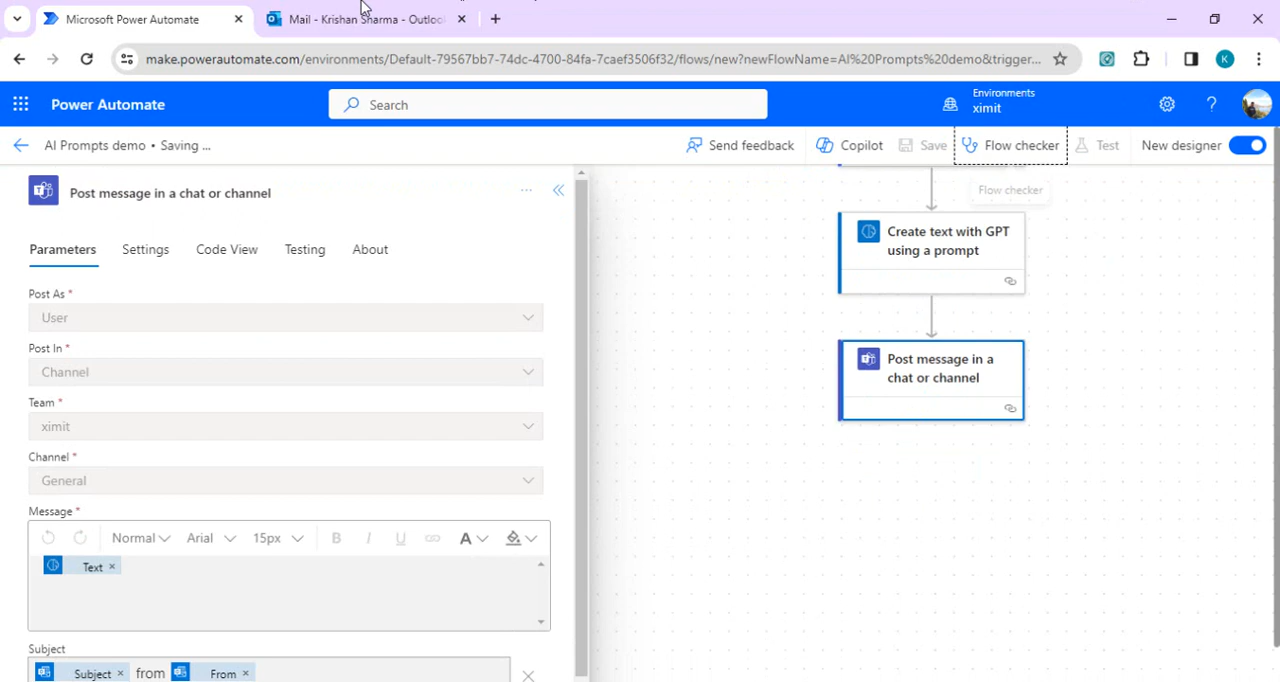 Microsoft Power Automate
Mail - Krishan Sharma - Outlook
make.powerautomate.com/environments/Default-79567bb7-74dc-4700-84fa-7caef3506f32/flows/new?newFlowName=AI%20Prompts%20demo&trigger...
K
Power Automate
Search
Environments
ximit
AI Prompts demo • Saving ...
Send feedback
Copilot
Save
Flow checker
Test
New designer
Post message in a chat or channel
Flow checker
Parameters
Settings
Code View
Testing
About
Create text with GPT
using a prompt
Post As *
User
Post In *
Channel
Post message in a
chat or channel
Team *
ximit
Channel *
General
Message *
Normal
Arial
15px
B
I
U
A
Text ×
Subject
Subject × from From ×